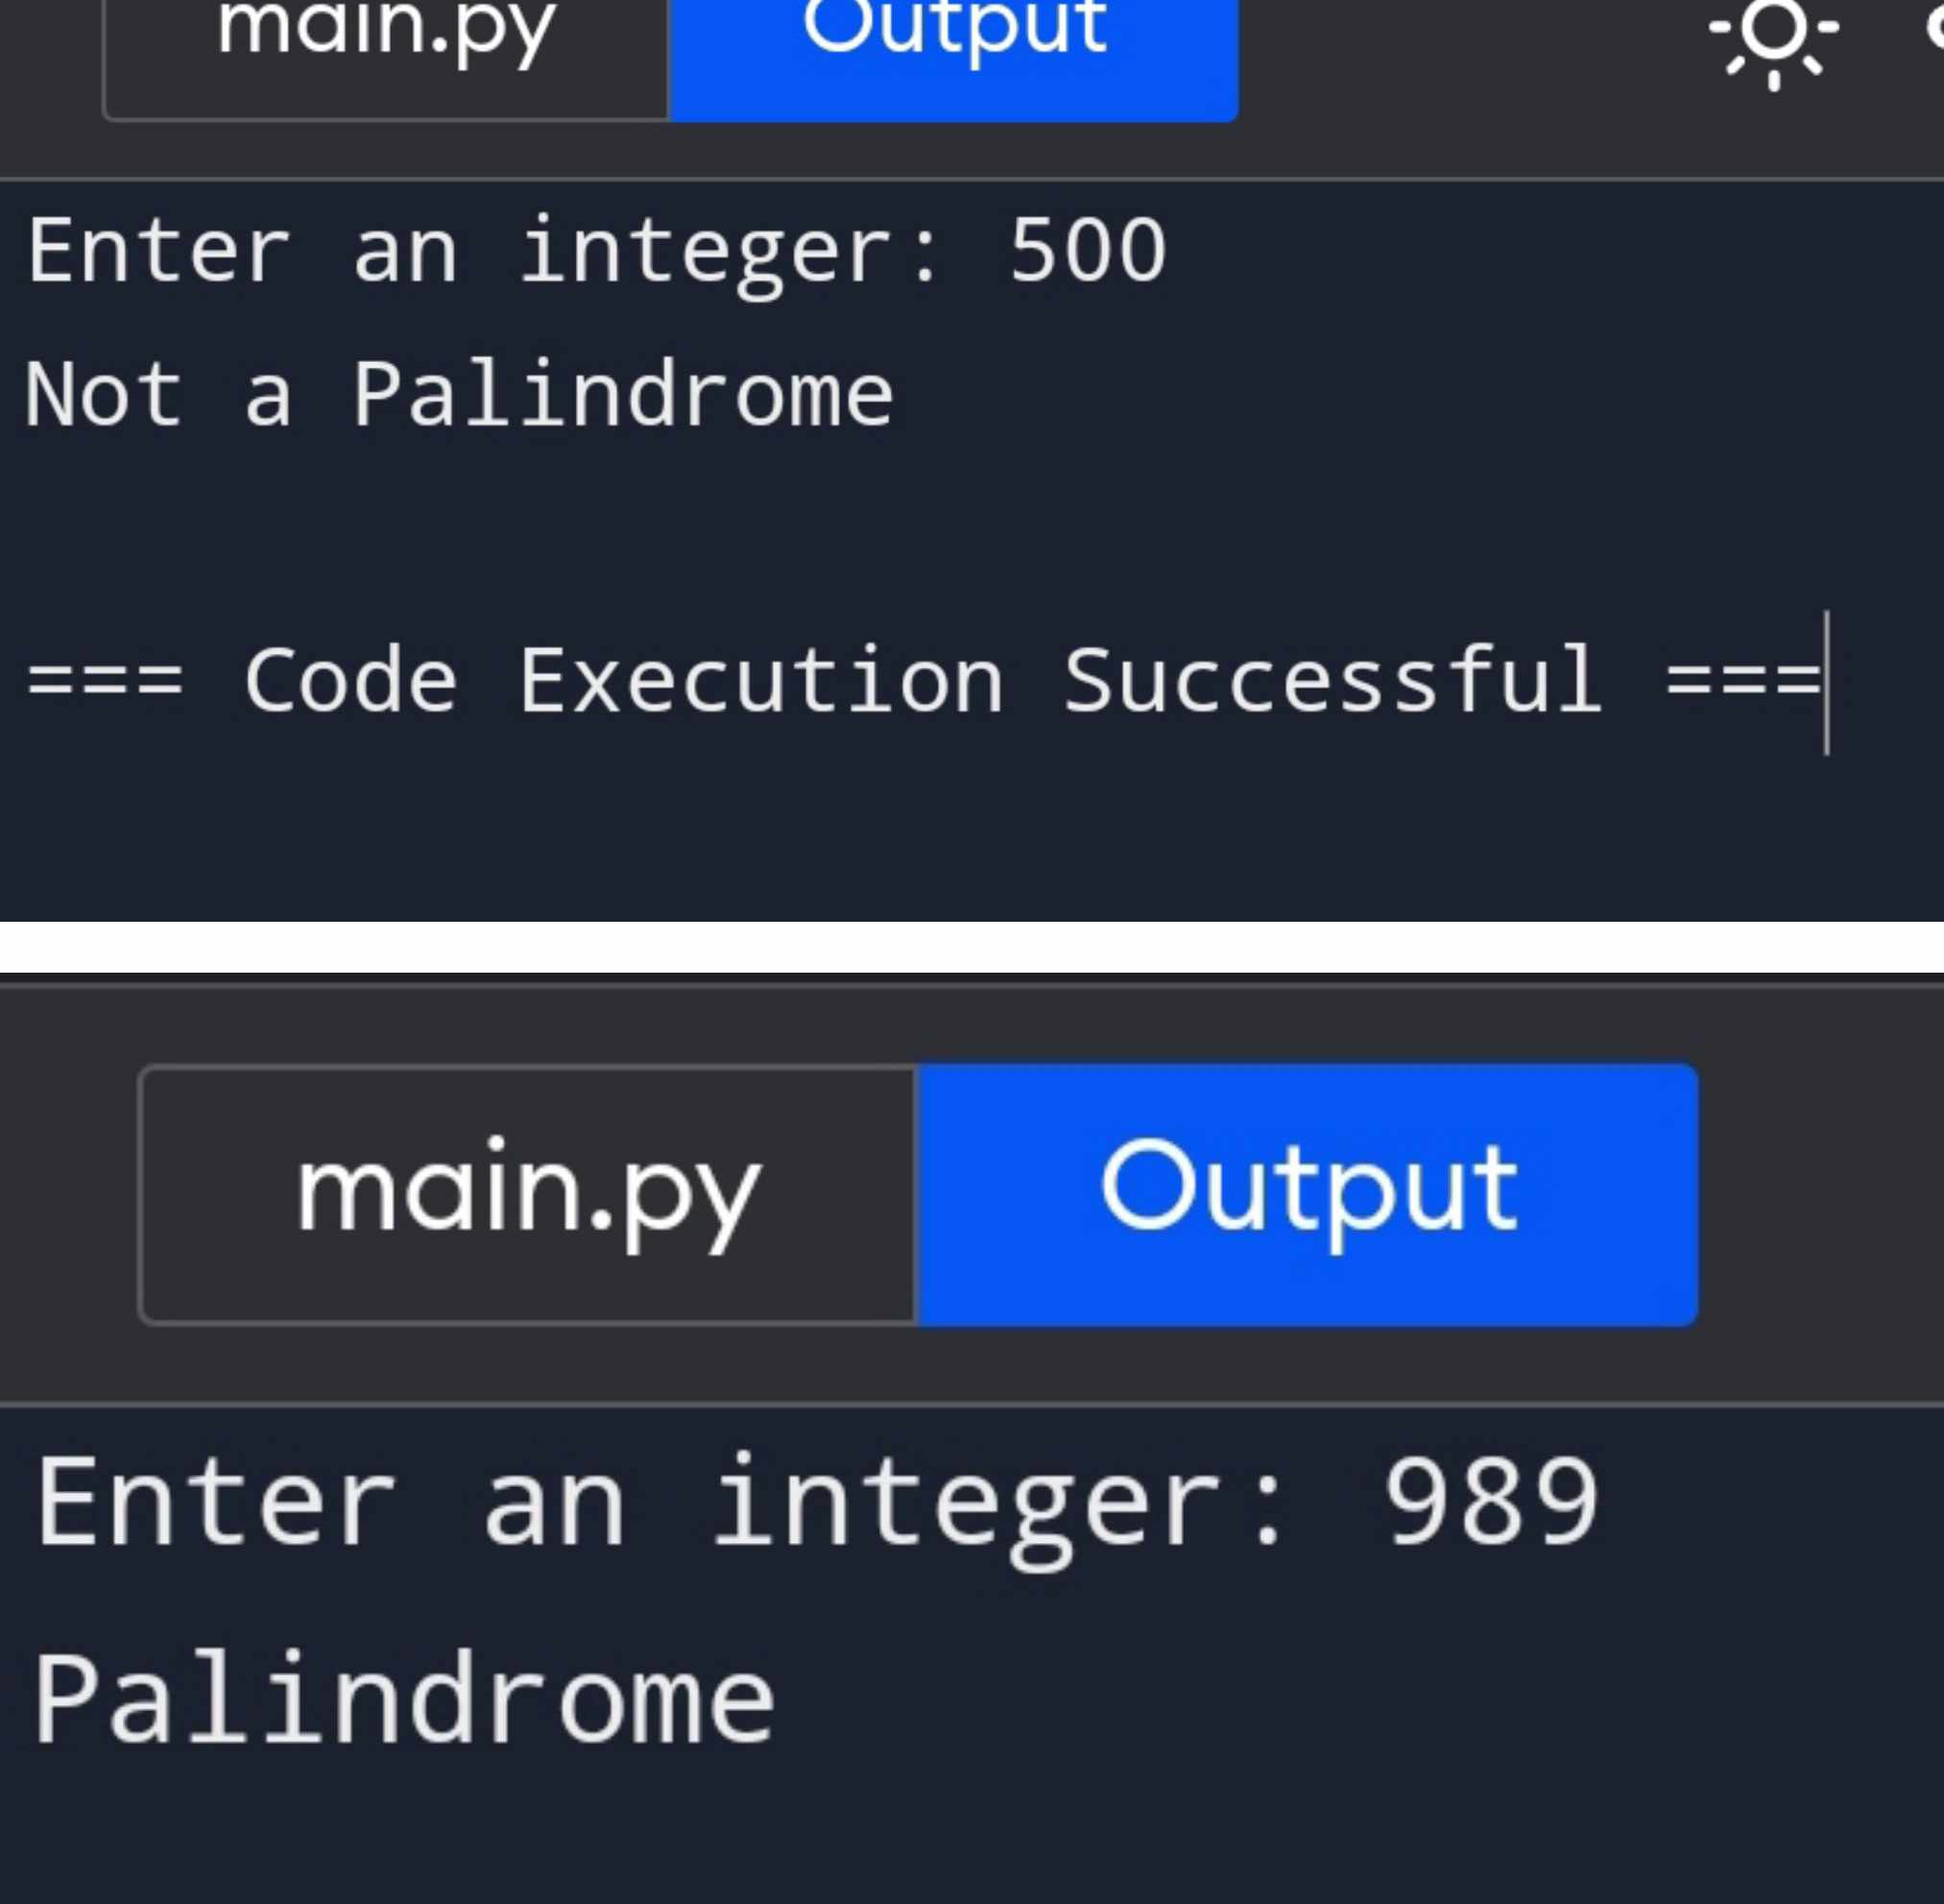 main.py Output
Enter an integer: 500
Not a Palindrome
=== Code Execution Successful ===
main.py Output
Enter an integer: 989
Palindrome